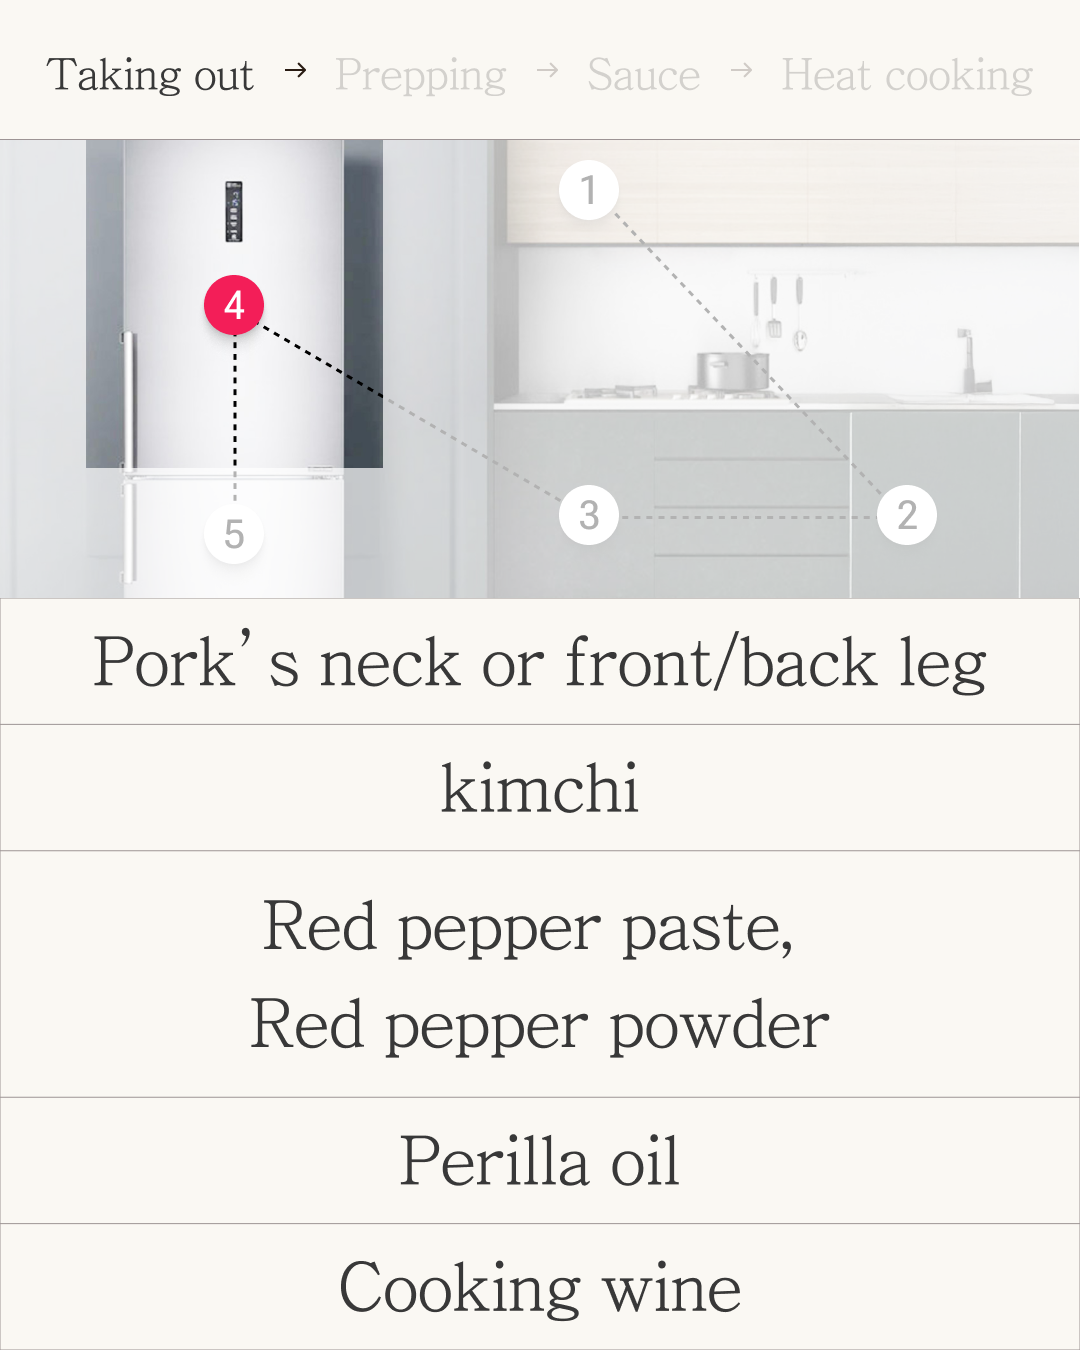 Taking out → Prepping → Sauce → Heat cooking
1
4
3
2
5
Pork’s neck or front/back leg
kimchi
Red pepper paste,
Red pepper powder
Perilla oil
Cooking wine